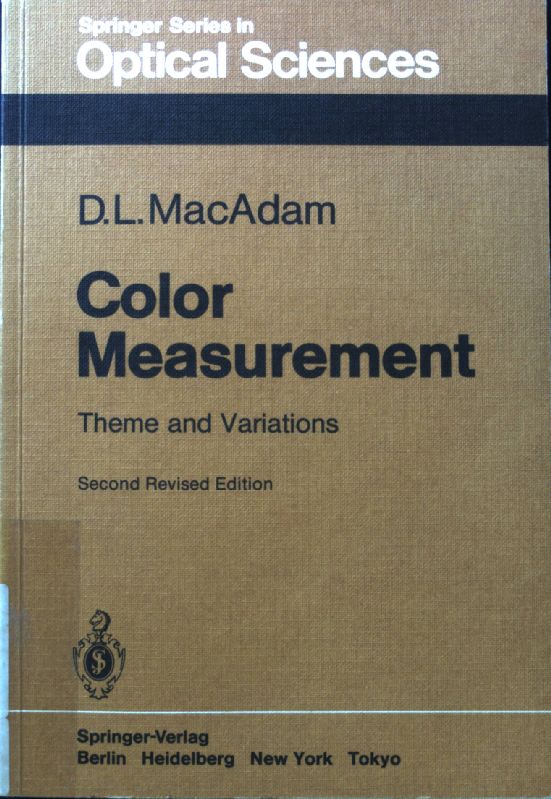 Springer Series in
Optical Sciences
D.L.MacAdam
Color
Measurement
Theme and Variations
Second Revised Edition
Springer-Verlag
Berlin Heidelberg New York Tokyo